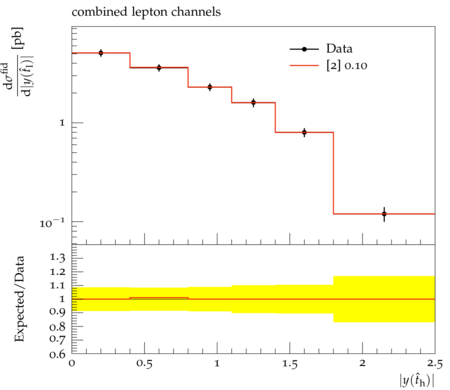 combined lepton channels
dσ^fid / d|y(t̂_l)| [pb]
Data
[2] 0.10
1
10^−1
Expected/Data
1.3
1.2
1.1
1
0.9
0.8
0.7
0.6
0 0.5 1 1.5 2 2.5
|y(t̂_h)|